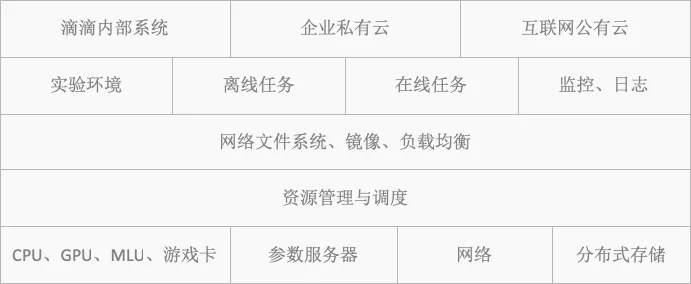 滴滴内部系统 企业私有云 互联网公有云
实验环境 离线任务 在线任务 监控、日志
网络文件系统、镜像、负载均衡
资源管理与调度
CPU、GPU、MLU、游戏卡 参数服务器 网络 分布式存储